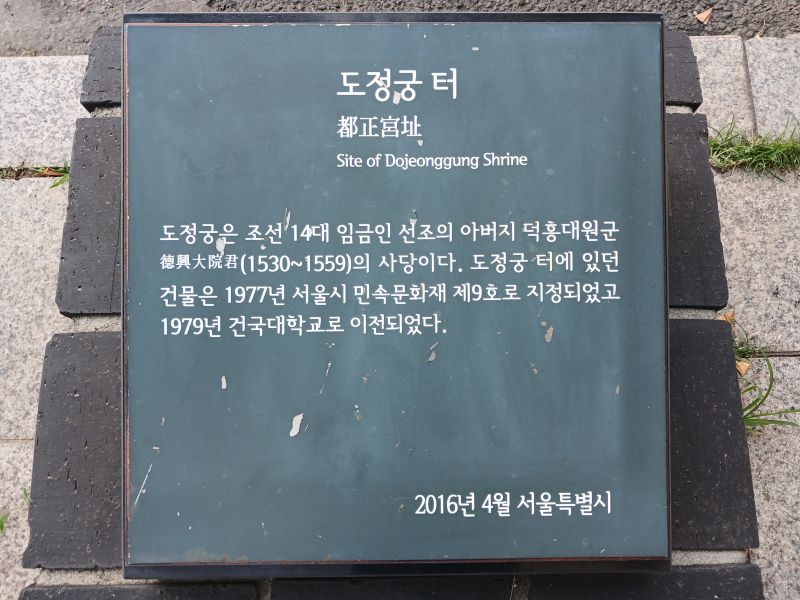 도정궁 터
都正宮址
Site of Dojeonggung Shrine
도정궁은 조선 14대 임금인 선조의 아버지 덕흥대원군
德興大院君(1530~1559)의 사당이다. 도정궁 터에 있던
건물은 1977년 서울시 민속문화재 제9호로 지정되었고
1979년 건국대학교로 이전되었다.
2016년 4월 서울특별시